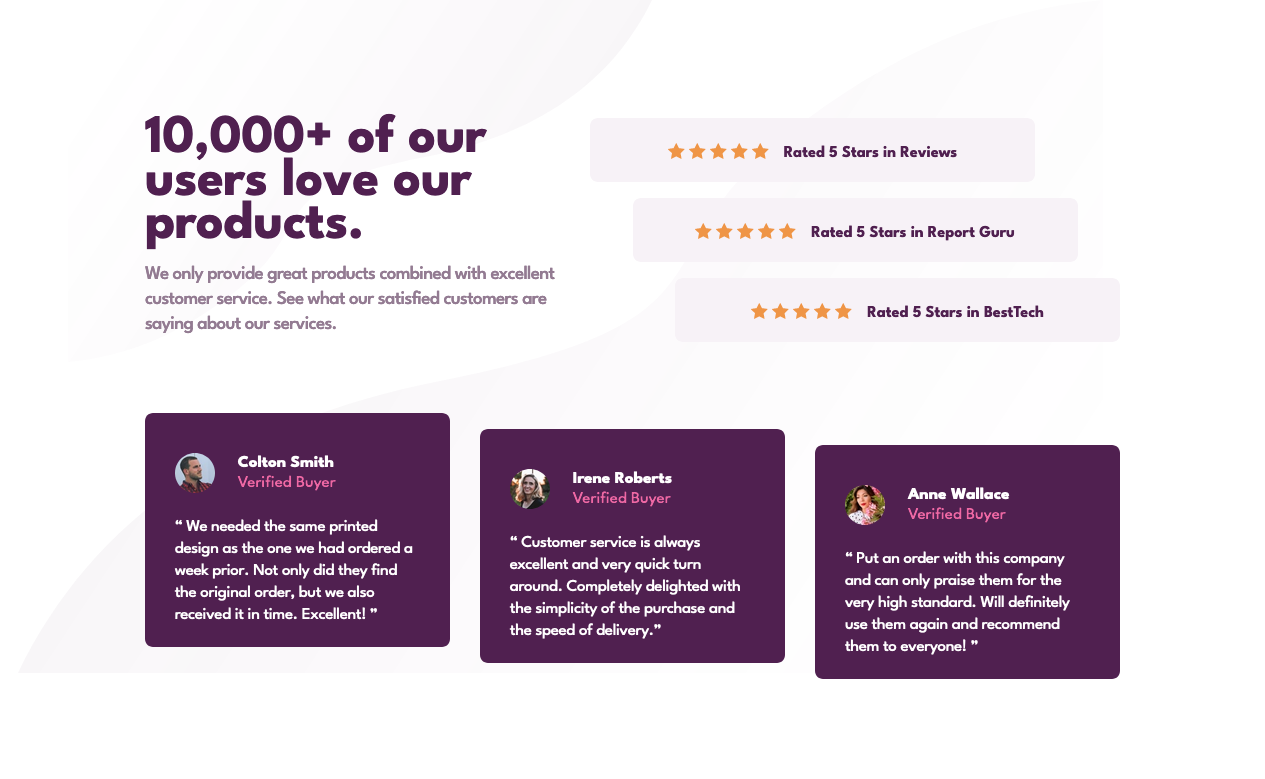 10,000+ of our
users love our
products.
We only provide great products combined with excellent
customer service. See what our satisfied customers are
saying about our services.
Rated 5 Stars in Reviews
Rated 5 Stars in Report Guru
Rated 5 Stars in BestTech
Colton Smith
Verified Buyer
“ We needed the same printed
design as the one we had ordered a
week prior. Not only did they find
the original order, but we also
received it in time. Excellent! ”
Irene Roberts
Verified Buyer
“ Customer service is always
excellent and very quick turn
around. Completely delighted with
the simplicity of the purchase and
the speed of delivery.”
Anne Wallace
Verified Buyer
“ Put an order with this company
and can only praise them for the
very high standard. Will definitely
use them again and recommend
them to everyone! ”